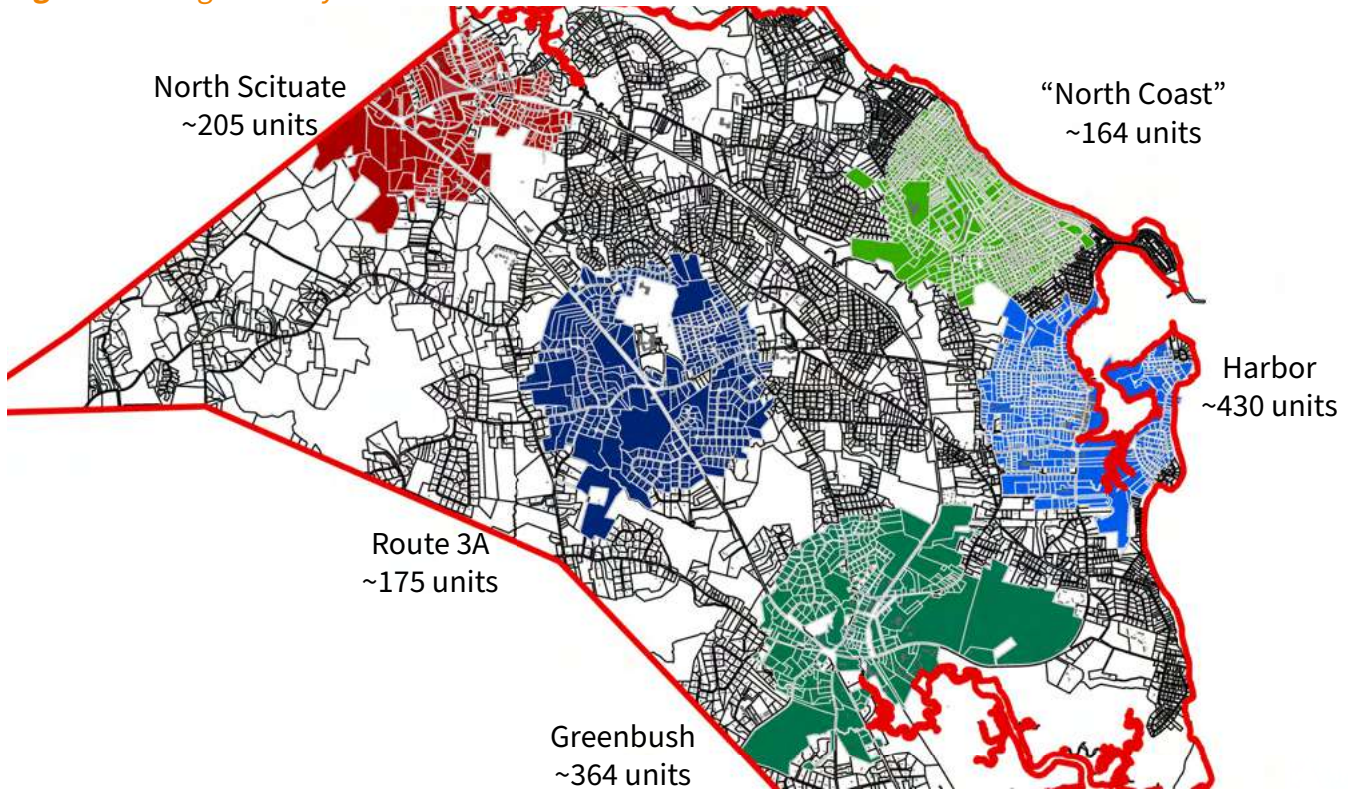 North Scituate
~205 units
“North Coast”
~164 units
Harbor
~430 units
Route 3A
~175 units
Greenbush
~364 units